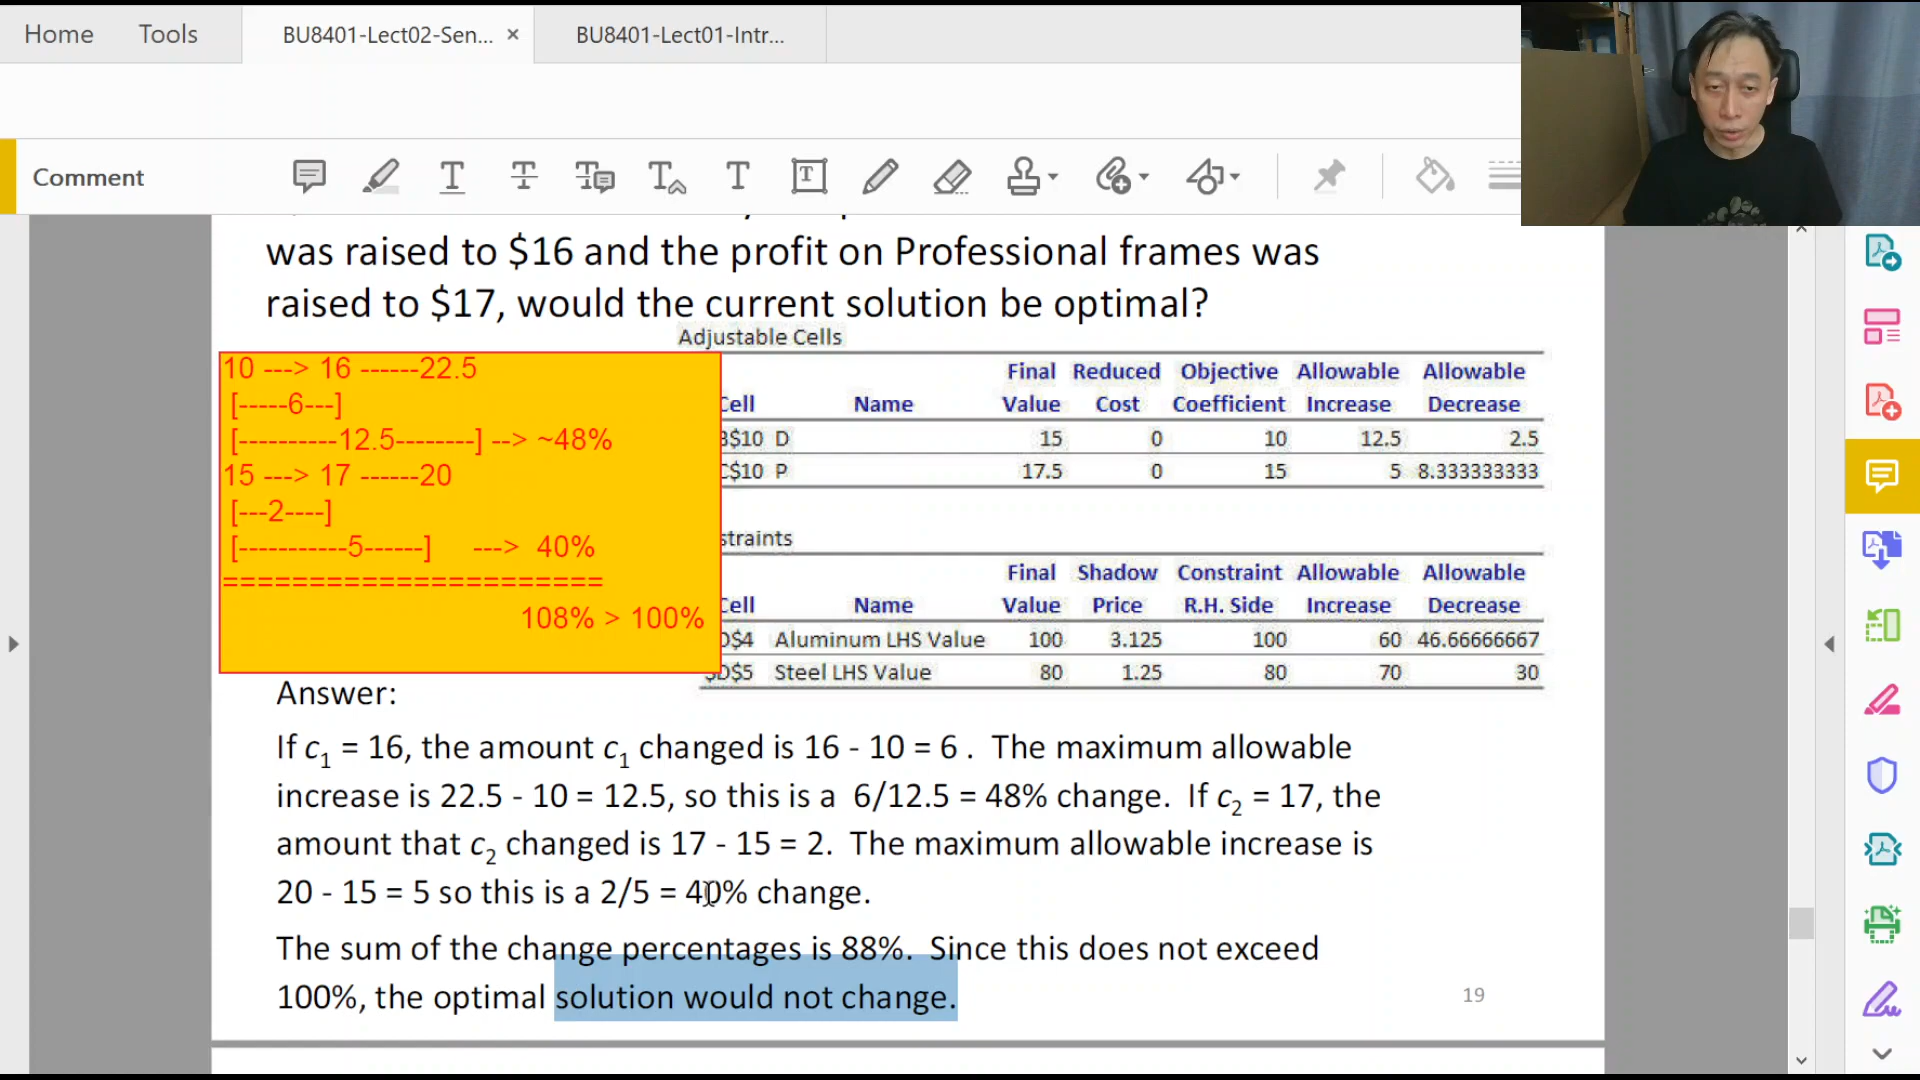 Home Tools BU8401-Lect02-Sen... × BU8401-Lect01-Intr...
Comment
was raised to $16 and the profit on Professional frames was
raised to $17, would the current solution be optimal?
Adjustable Cells
Final Reduced Objective Allowable Allowable
Cell Name Value Cost Coefficient Increase Decrease
B$10 D 15 0 10 12.5 2.5
C$10 P 17.5 0 15 5 8.333333333
straints
Final Shadow Constraint Allowable Allowable
Cell Name Value Price R.H. Side Increase Decrease
D$4 Aluminum LHS Value 100 3.125 100 60 46.66666667
$D$5 Steel LHS Value 80 1.25 80 70 30
10 ---> 16 ------22.5
[-----6---]
[----------12.5--------] --> ~48%
15 ---> 17 ------20
[---2----]
[-----------5------] ---> 40%
======================
108% > 100%
Answer:
If c1 = 16, the amount c1 changed is 16 - 10 = 6 . The maximum allowable
increase is 22.5 - 10 = 12.5, so this is a 6/12.5 = 48% change. If c2 = 17, the
amount that c2 changed is 17 - 15 = 2. The maximum allowable increase is
20 - 15 = 5 so this is a 2/5 = 40% change.
The sum of the change percentages is 88%. Since this does not exceed
100%, the optimal solution would not change.
19